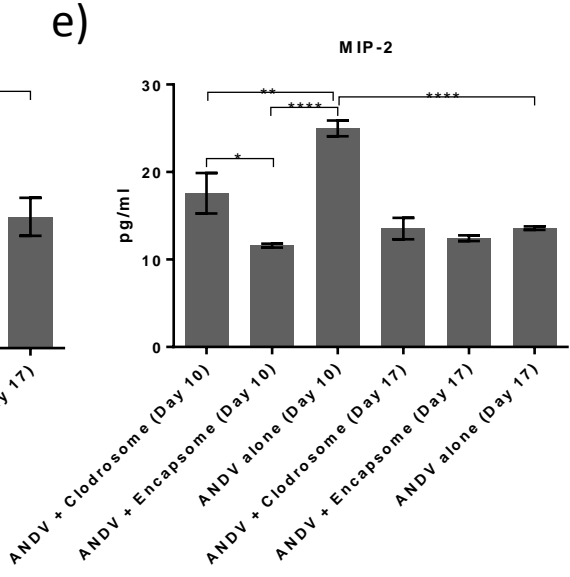 e)
MIP-2
30
20
10
0
pg/ml
**
****
****
*
ANDV + Clodrosome (Day 10)
ANDV + Encapsome (Day 10)
ANDV alone (Day 10)
ANDV + Clodrosome (Day 17)
ANDV + Encapsome (Day 17)
ANDV alone (Day 17)
17)